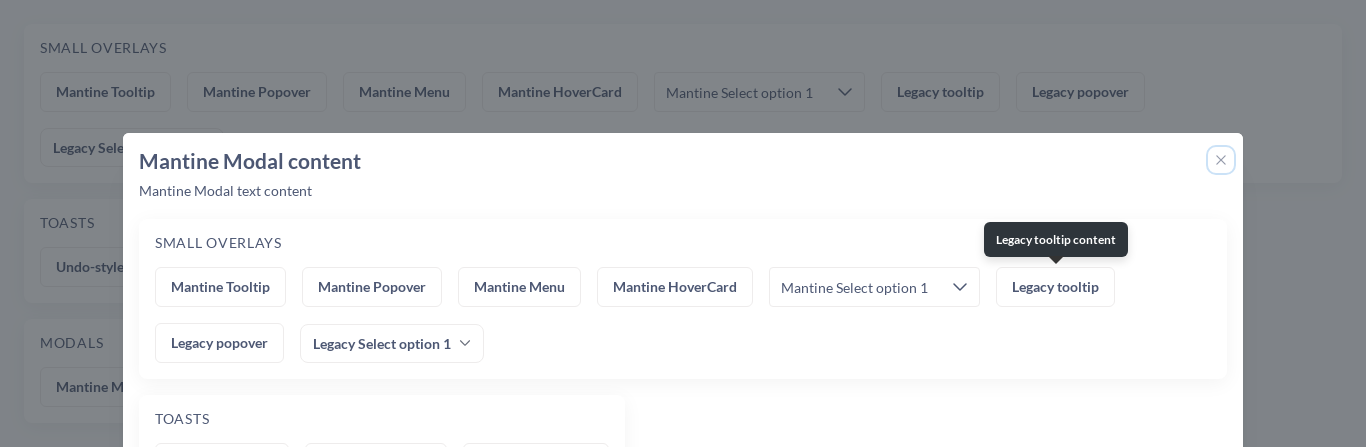 SMALL OVERLAYS
Mantine Tooltip Mantine Popover Mantine Menu Mantine HoverCard Mantine Select option 1 Legacy tooltip Legacy popover
Legacy Sele
TOASTS
Undo-style
MODALS
Mantine M
Mantine Modal content
Mantine Modal text content
SMALL OVERLAYS
Legacy tooltip content
Mantine Tooltip Mantine Popover Mantine Menu Mantine HoverCard Mantine Select option 1 Legacy tooltip
Legacy popover Legacy Select option 1
TOASTS